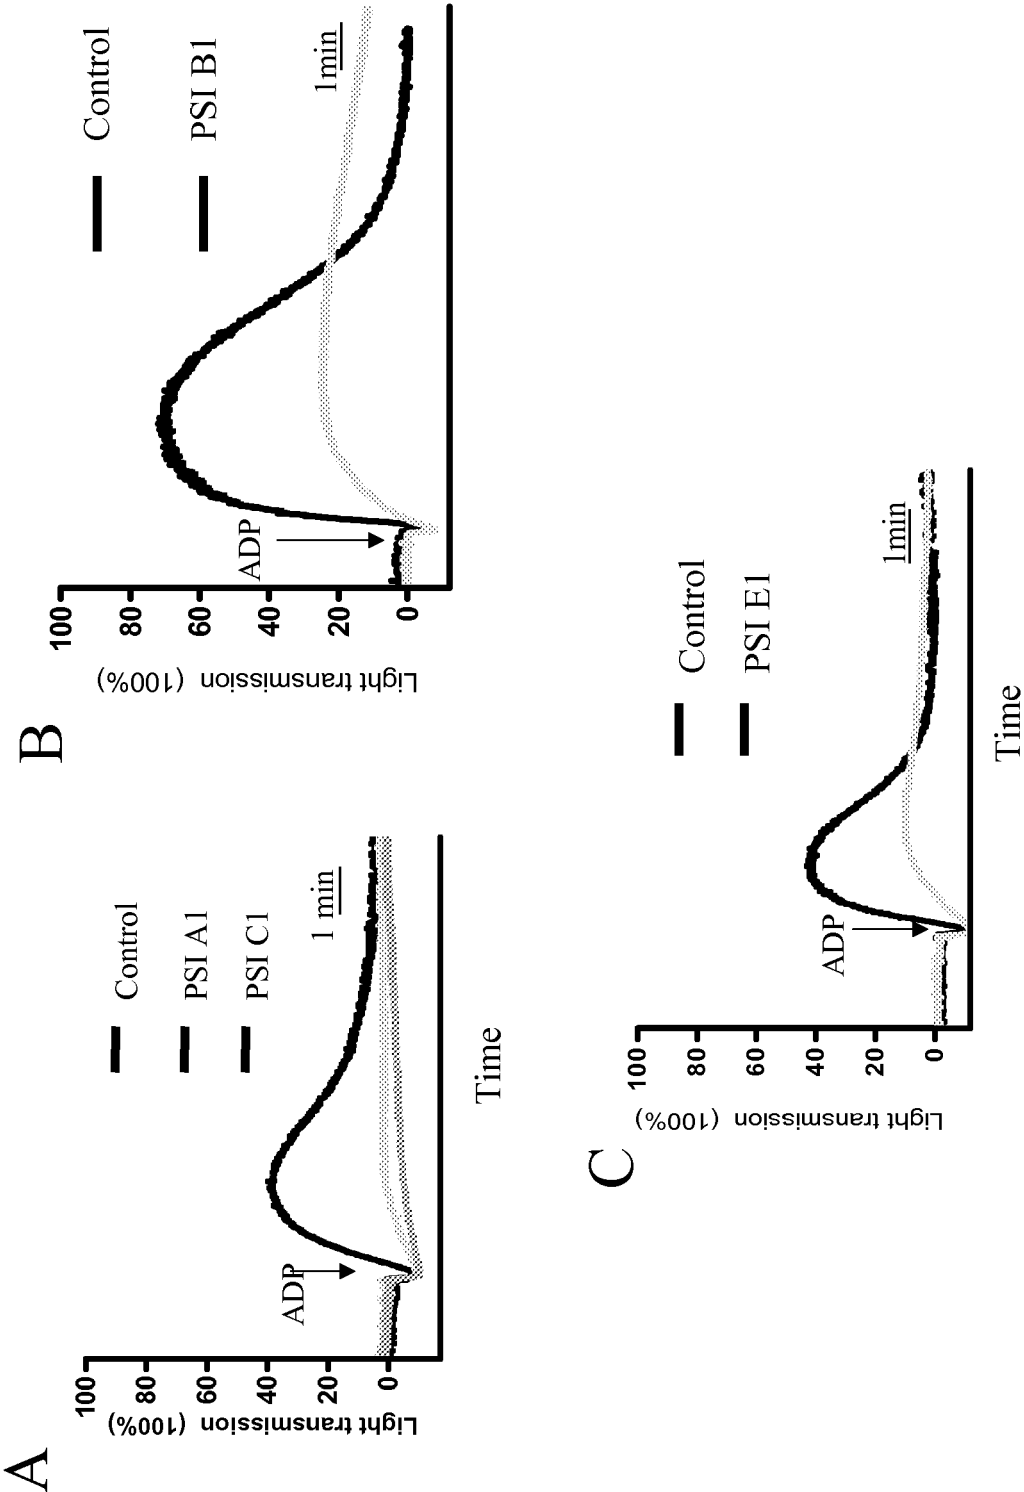 A
Light transmission (100%)
100
80
60
40
20
0
ADP
Control
PSI A1
PSI C1
1 min
Time
B
Light transmission (100%)
100
80
60
40
20
0
ADP
Control
PSI B1
1min
C
Light transmission (100%)
100
80
60
40
20
0
ADP
Control
PSI E1
1min
Time